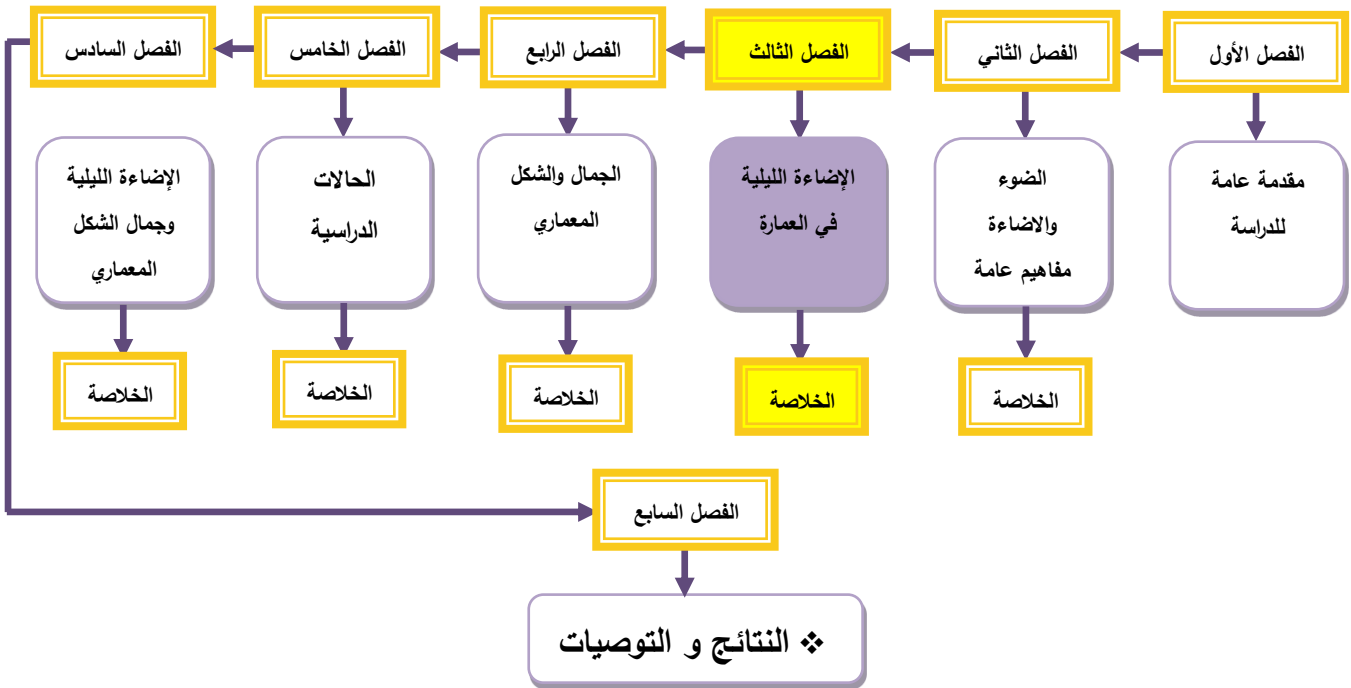 الفصل الأول
الفصل الثاني
الفصل الثالث
الفصل الرابع
الفصل الخامس
الفصل السادس
مقدمة عامة
للدراسة
الضوء
والاضاءة
مفاهيم عامة
الإضاءة الليلية
في العمارة
الجمال والشكل
المعماري
الحالات
الدراسية
الإضاءة الليلية
وجمال الشكل
المعماري
الخلاصة
الخلاصة
الخلاصة
الخلاصة
الخلاصة
الفصل السابع
❖ النتائج و التوصيات